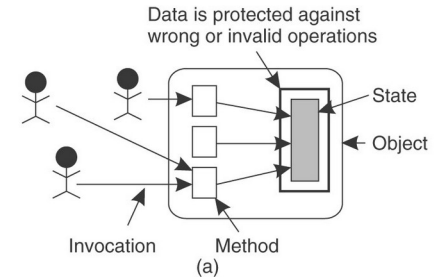 Data is protected against
wrong or invalid operations
State
Object
Invocation
Method
(a)